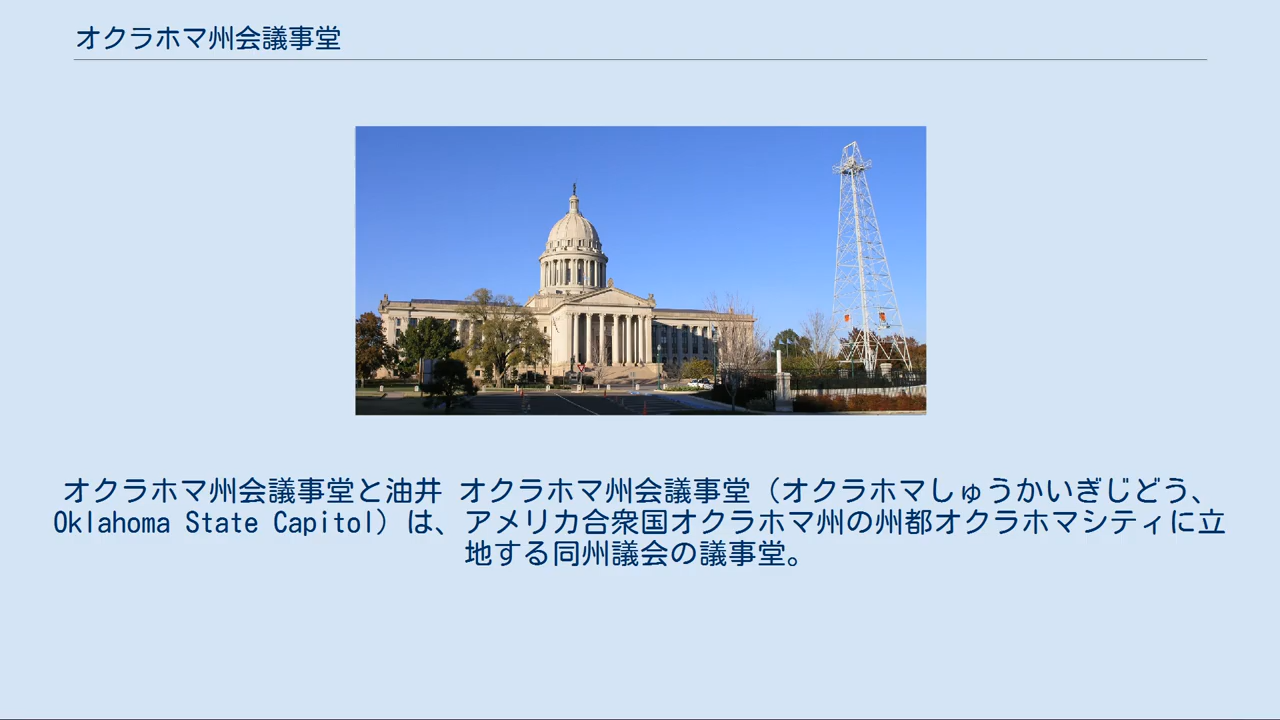 オクラホマ州会議事堂
オクラホマ州会議事堂と油井 オクラホマ州会議事堂（オクラホマしゅうかいぎじどう、
Oklahoma State Capitol）は、アメリカ合衆国オクラホマ州の州都オクラホマシティに立
地する同州議会の議事堂。